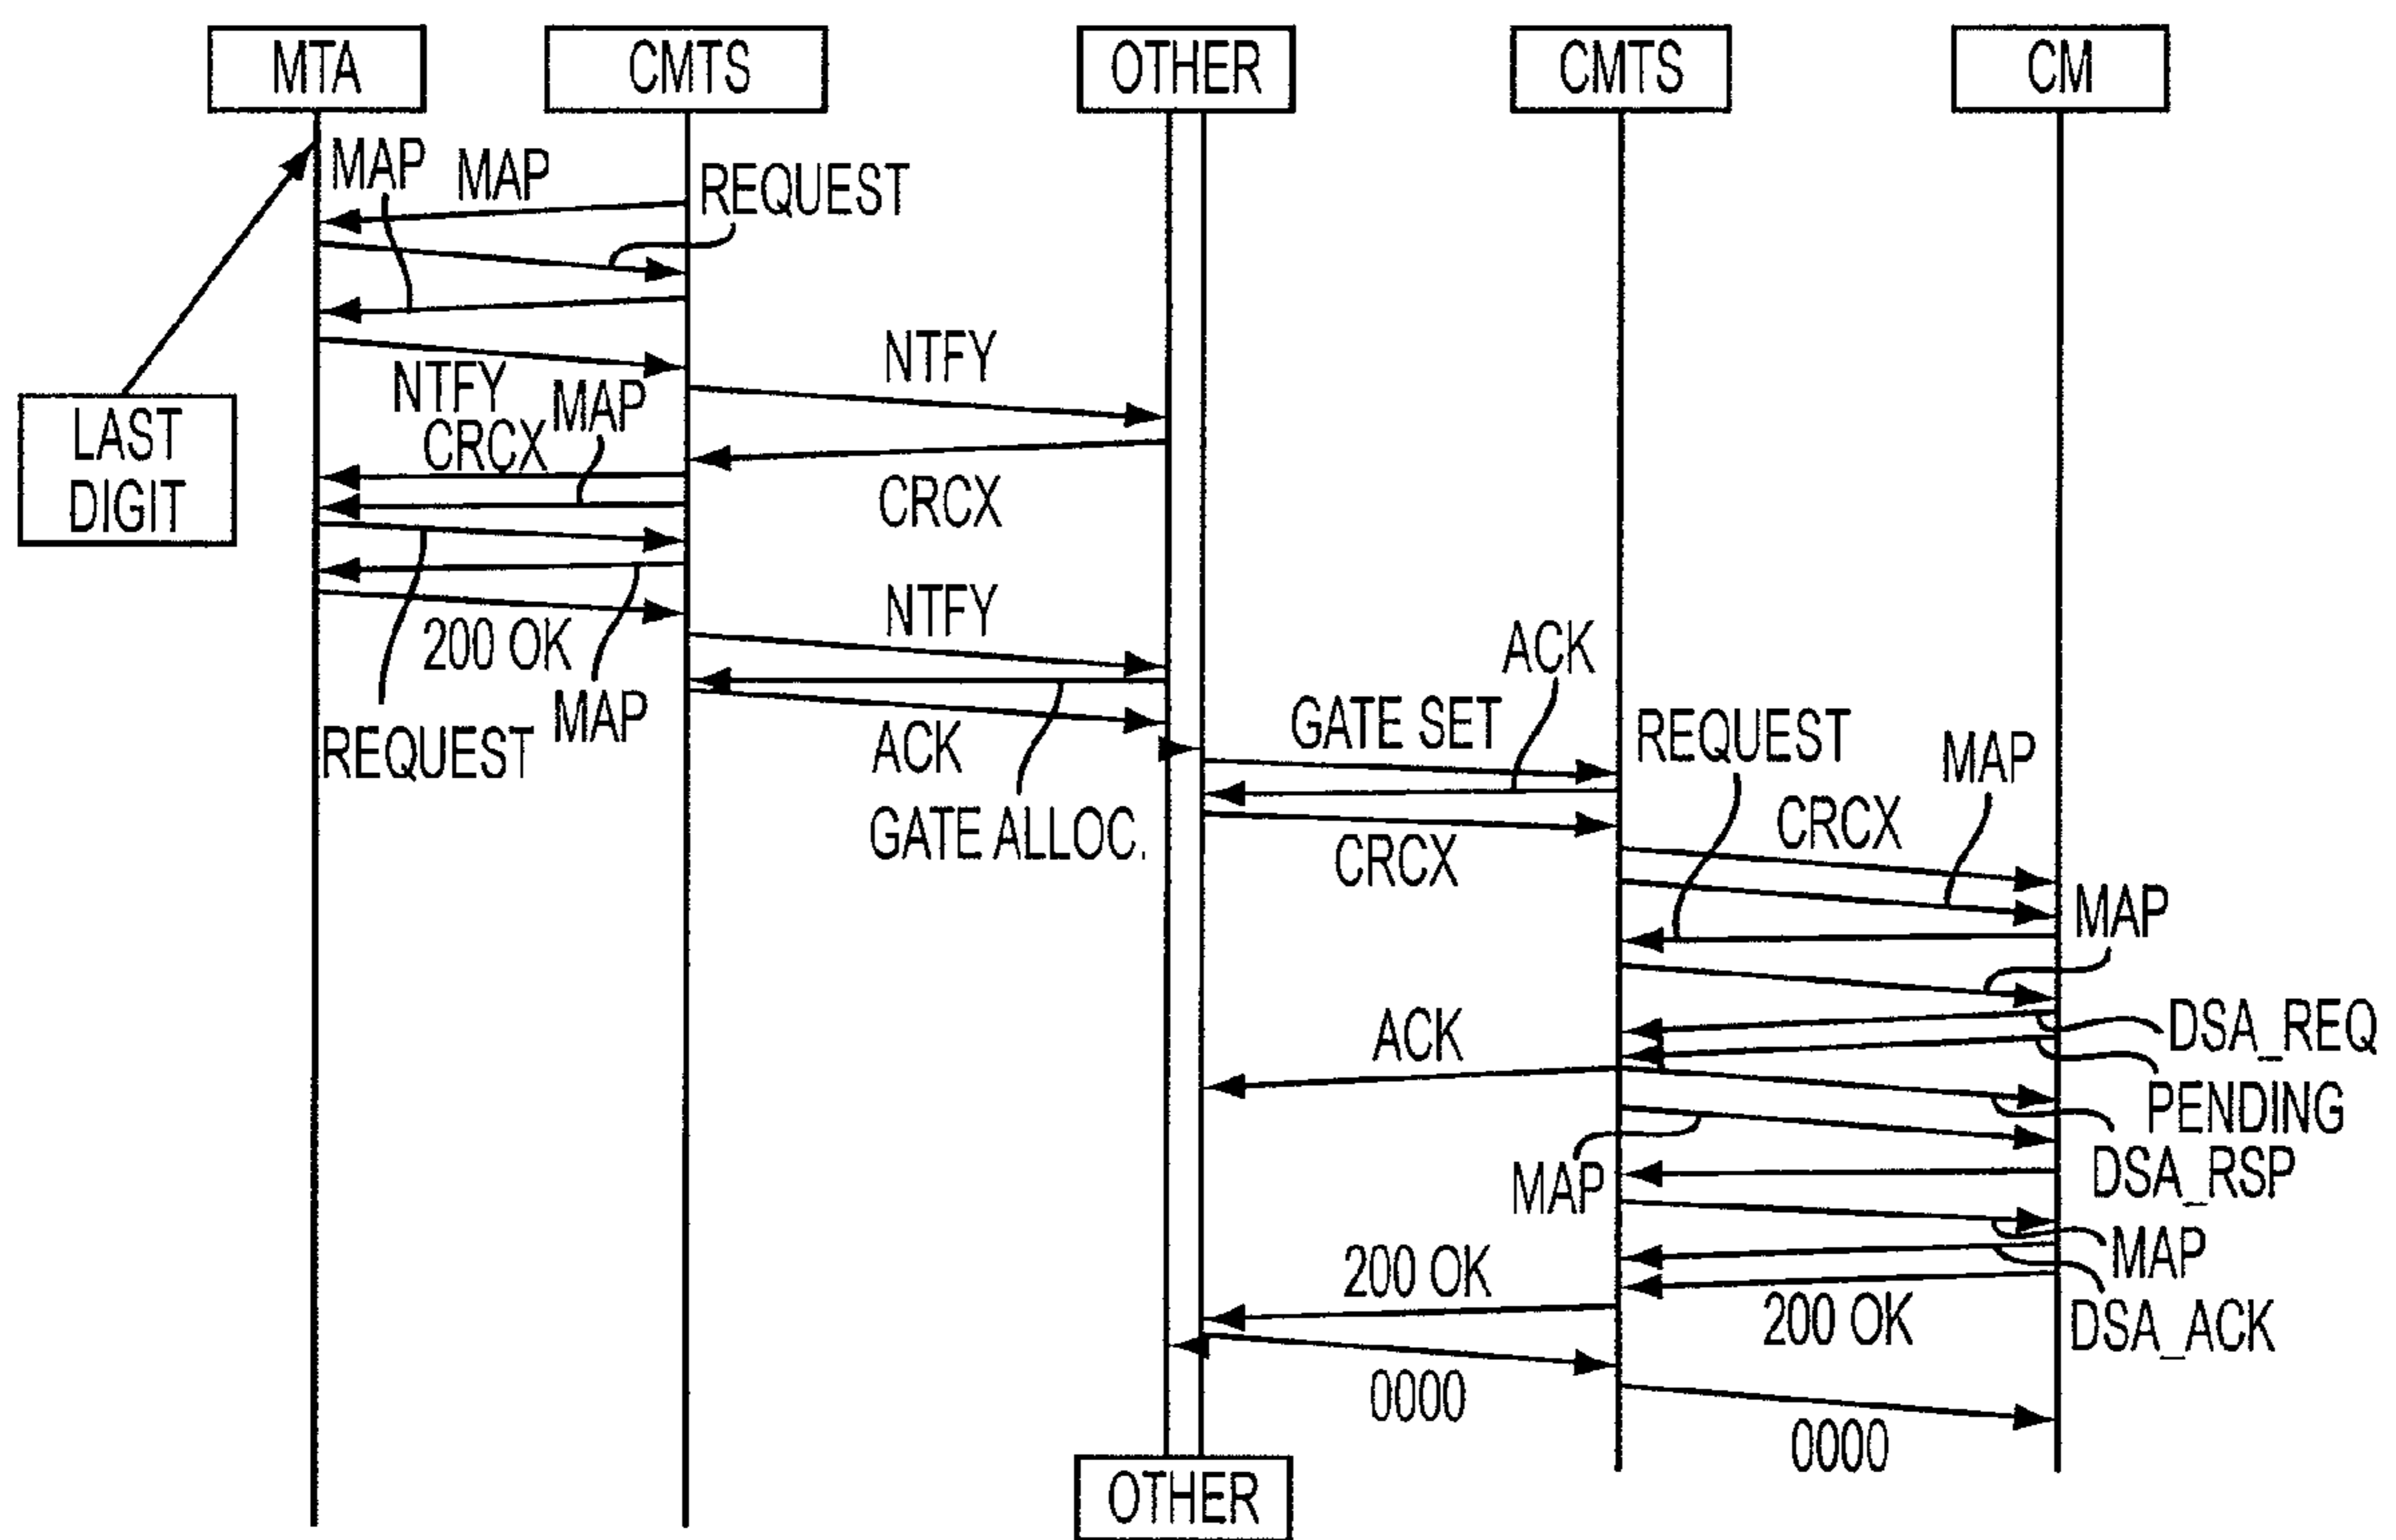 MTA
CMTS
OTHER
CMTS
CM
MAP
MAP
REQUEST
NTFY
NTFY
MAP
CRCX
LAST
DIGIT
CRCX
NTFY
200 OK
ACK
MAP
GATE SET
REQUEST
REQUEST
ACK
MAP
GATE ALLOC.
CRCX
CRCX
MAP
DSA_REQ
ACK
PENDING
DSA_RSP
MAP
MAP
200 OK
200 OK
DSA_ACK
0000
0000
OTHER